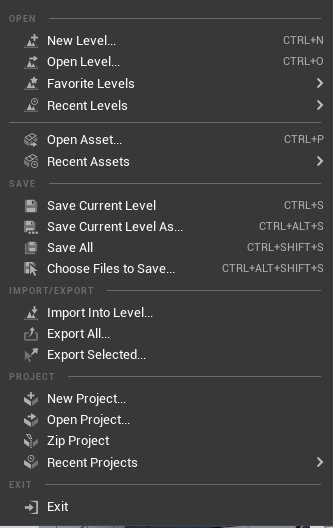 OPEN
New Level... CTRL+N
Open Level... CTRL+O
Favorite Levels
Recent Levels
Open Asset... CTRL+P
Recent Assets
SAVE
Save Current Level CTRL+S
Save Current Level As... CTRL+ALT+S
Save All CTRL+SHIFT+S
Choose Files to Save... CTRL+ALT+SHIFT+S
IMPORT/EXPORT
Import Into Level...
Export All...
Export Selected...
PROJECT
New Project...
Open Project...
Zip Project
Recent Projects
EXIT
Exit